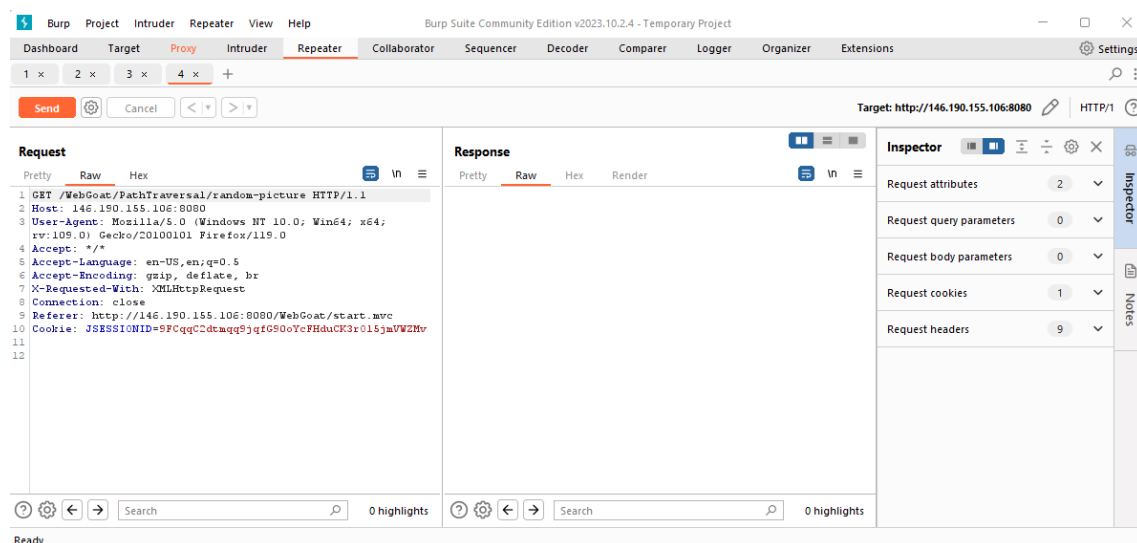 Burp Project Intruder Repeater View Help Burp Suite Community Edition v2023.10.2.4 - Temporary Project
Dashboard Target Proxy Intruder Repeater Collaborator Sequencer Decoder Comparer Logger Organizer Extensions Settings
1 × 2 × 3 × 4 × +
Send Cancel < > Target: http://146.190.155.106:8080 HTTP/1
Request
Pretty Raw Hex \n
1 GET /WebGoat/PathTraversal/random-picture HTTP/1.1
2 Host: 146.190.155.106:8080
3 User-Agent: Mozilla/5.0 (Windows NT 10.0; Win64; x64;
rv:109.0) Gecko/20100101 Firefox/119.0
4 Accept: */*
5 Accept-Language: en-US,en;q=0.5
6 Accept-Encoding: gzip, deflate, br
7 X-Requested-With: XMLHttpRequest
8 Connection: close
9 Referer: http://146.190.155.106:8080/WebGoat/start.mvc
10 Cookie: JSESSIONID=
11
12
Search 0 highlights
Response
Pretty Raw Hex Render \n
Search 0 highlights
Inspector
Request attributes 2
Request query parameters 0
Request body parameters 0
Request cookies 1
Request headers 9
Inspector
Notes
Ready